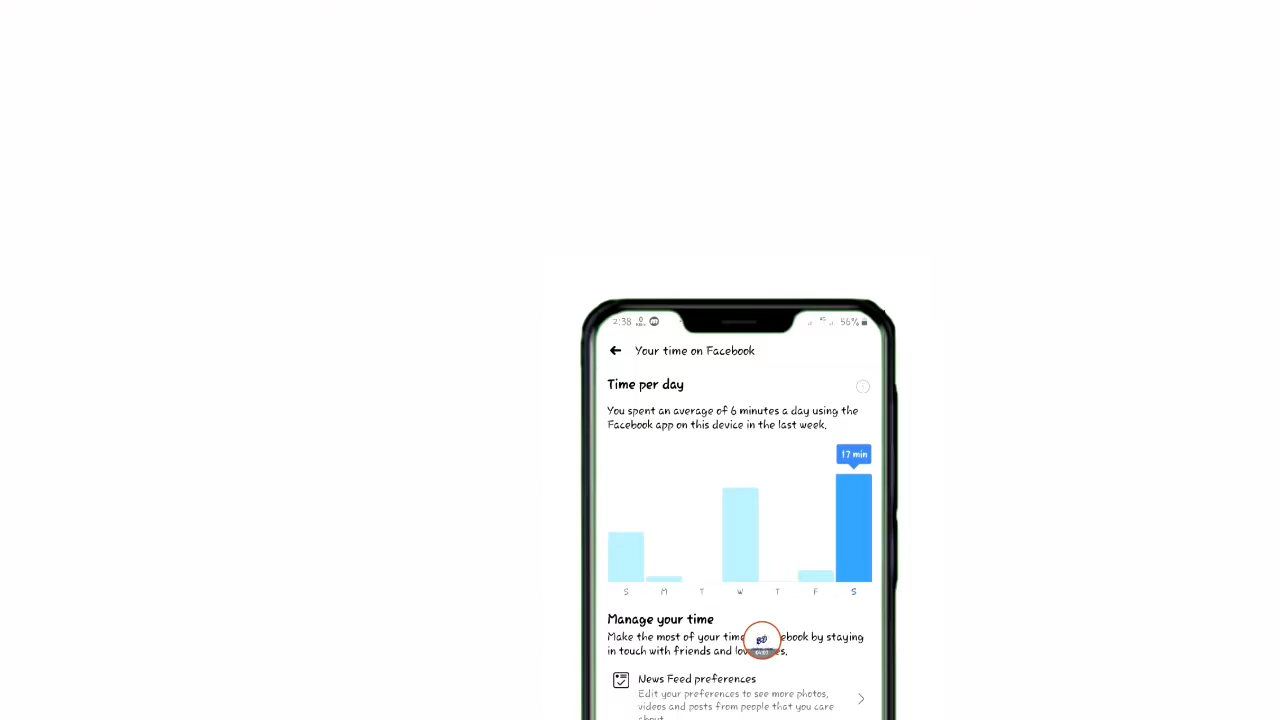 2:38 56%
Your time on Facebook
Time per day
You spent an average of 6 minutes a day using the
Facebook app on this device in the last week.
17 min
S M T W T F S
Manage your time
Make the most of your time ebook by staying
in touch with friends and lov s.
News Feed preferences
Edit your preferences to see more photos,
videos and posts from people that you care
about.